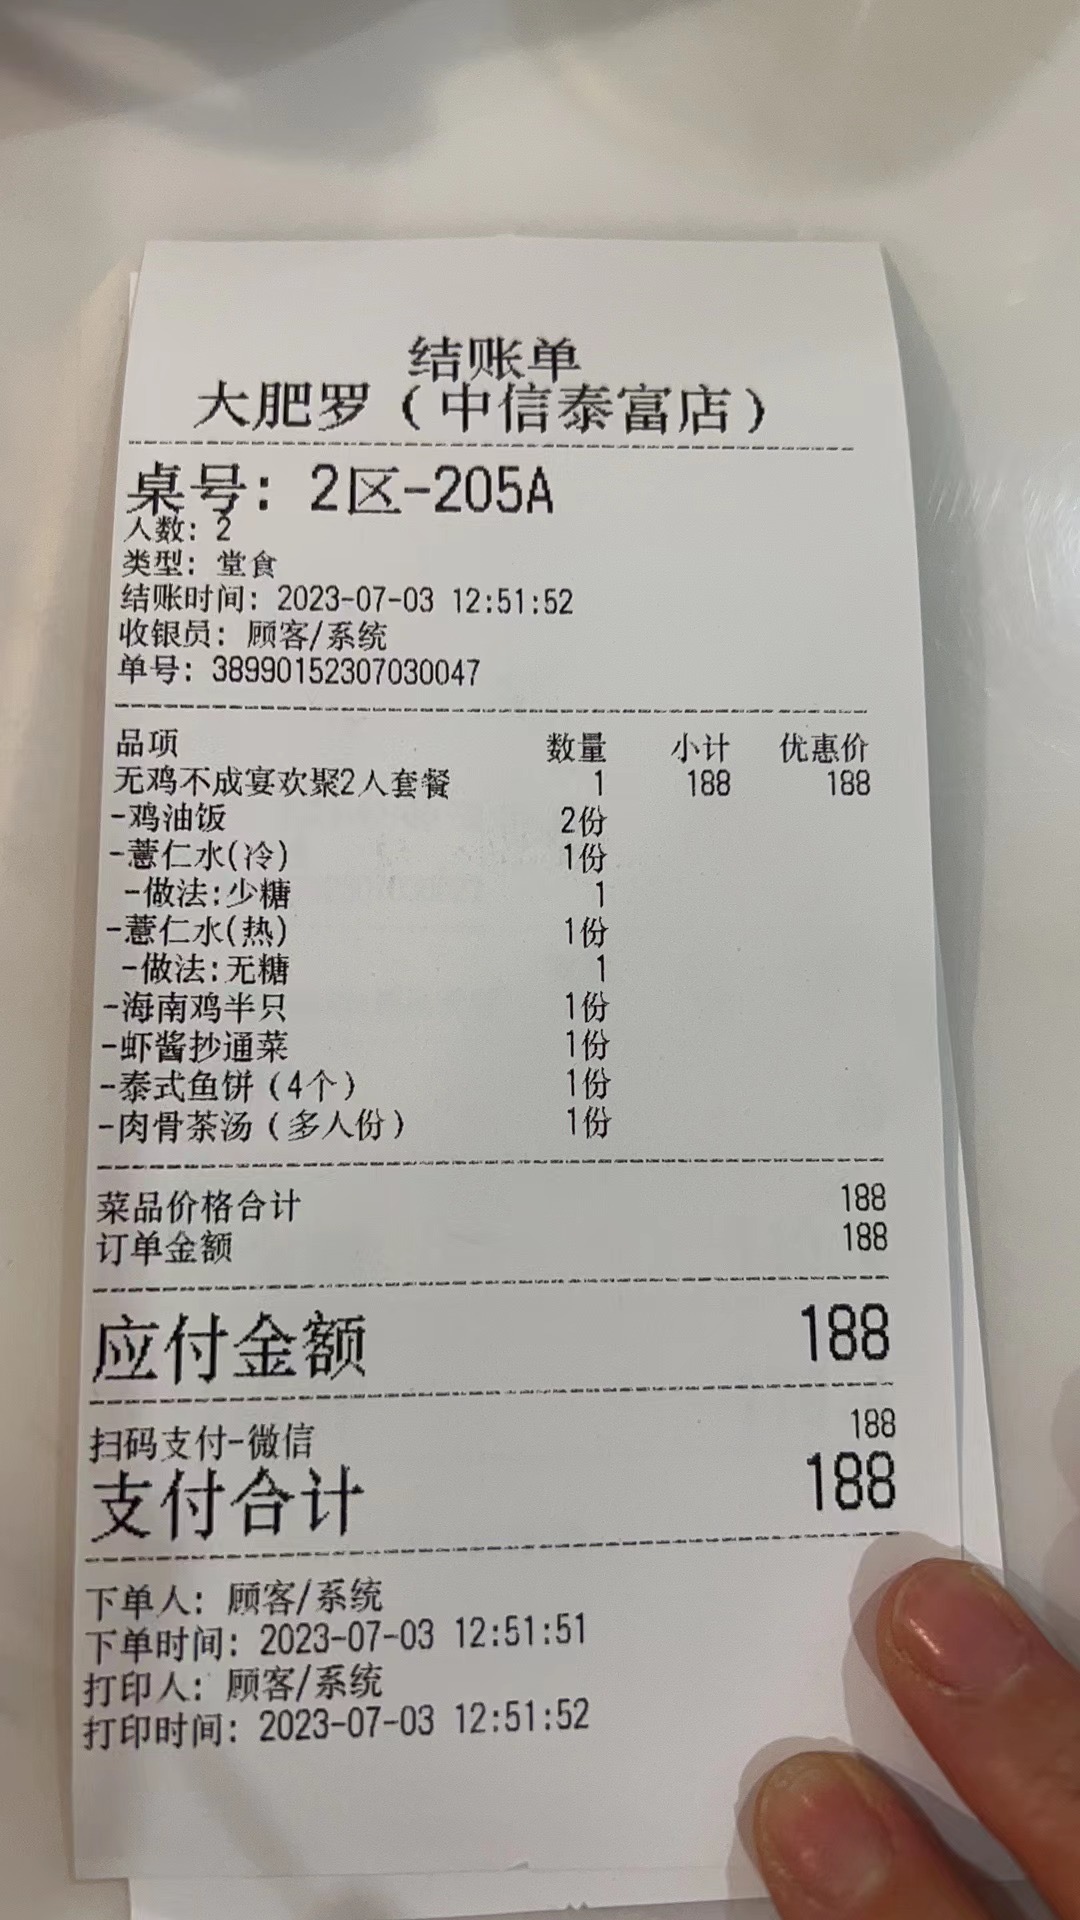 结账单
大肥罗（中信泰富店）
桌号：2区-205A
人数：2
类型：堂食
结账时间：2023-07-03 12:51:52
收银员：顾客/系统
单号：38990152307030047
品项 数量 小计 优惠价
无鸡不成宴欢聚2人套餐 1 188 188
-鸡油饭 2份
-薏仁水(冷) 1份
-做法:少糖 1
-薏仁水(热) 1份
-做法:无糖 1
-海南鸡半只 1份
-虾酱抄通菜 1份
-泰式鱼饼（4个） 1份
-肉骨茶汤（多人份） 1份
菜品价格合计 188
订单金额 188
应付金额 188
扫码支付-微信 188
支付合计 188
下单人：顾客/系统
下单时间：2023-07-03 12:51:51
打印人：顾客/系统
打印时间：2023-07-03 12:51:52